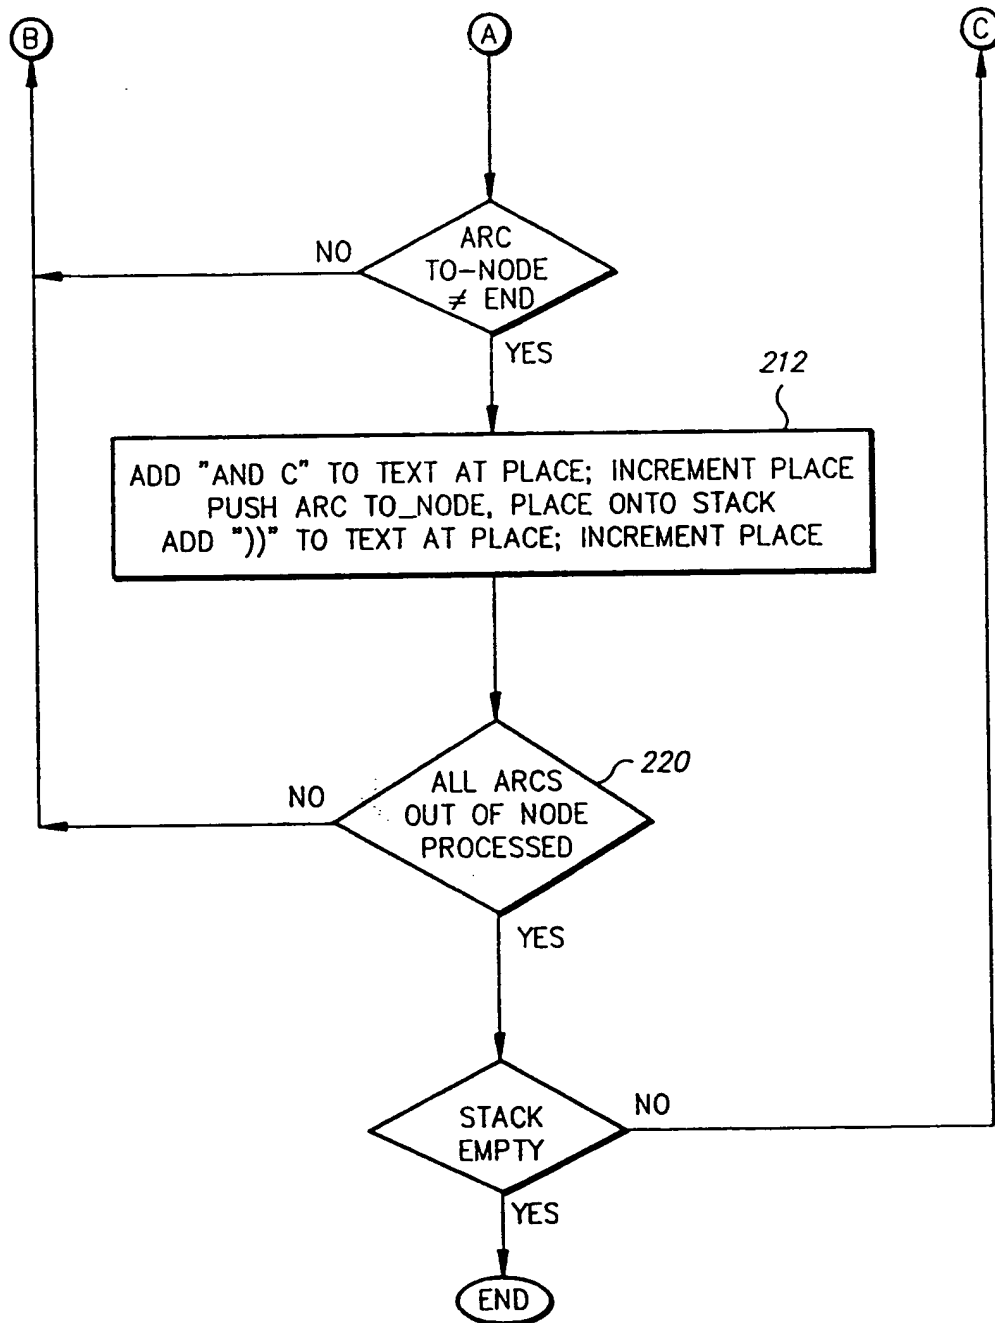 B
A
C
ARC
TO-NODE
≠ END
NO
YES
212
ADD "AND C" TO TEXT AT PLACE; INCREMENT PLACE
PUSH ARC TO_NODE, PLACE ONTO STACK
ADD "))" TO TEXT AT PLACE; INCREMENT PLACE
220
ALL ARCS
OUT OF NODE
PROCESSED
NO
YES
STACK
EMPTY
NO
YES
END